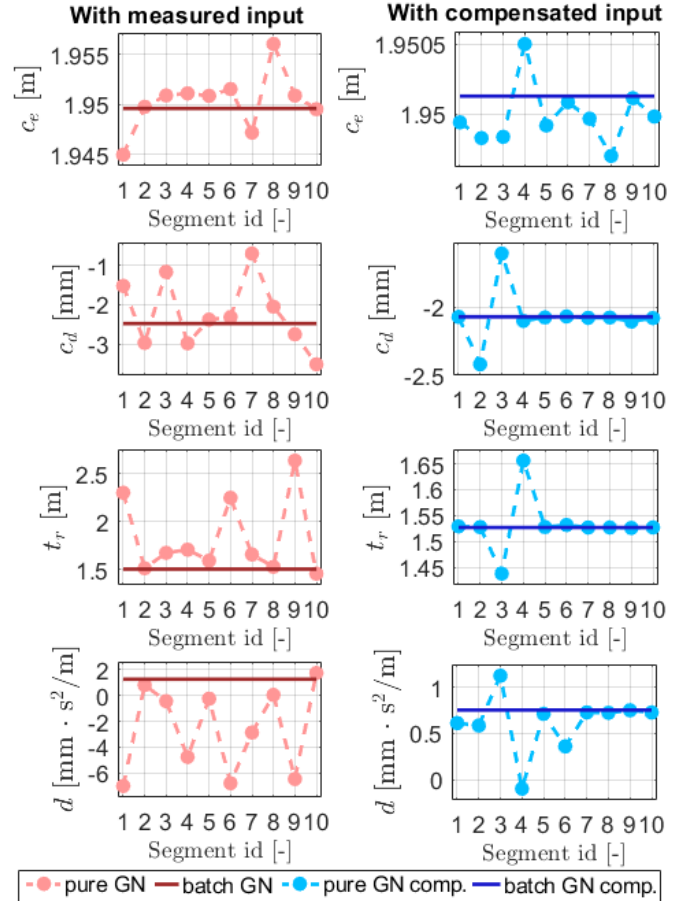 With measured input
With compensated input
c_e [m]
1.955
1.95
1.945
1 2 3 4 5 6 7 8 9 10
Segment id [-]
c_e [m]
1.9505
1.95
1 2 3 4 5 6 7 8 9 10
Segment id [-]
c_d [mm]
-1
-2
-3
1 2 3 4 5 6 7 8 9 10
Segment id [-]
c_d [mm]
-2
-2.5
1 2 3 4 5 6 7 8 9 10
Segment id [-]
t_r [m]
2.5
2
1.5
1 2 3 4 5 6 7 8 9 10
Segment id [-]
t_r [m]
1.65
1.6
1.55
1.5
1.45
1 2 3 4 5 6 7 8 9 10
Segment id [-]
d [mm · s²/m]
2
0
-2
-4
-6
1 2 3 4 5 6 7 8 9 10
Segment id [-]
d [mm · s²/m]
1
0.5
0
1 2 3 4 5 6 7 8 9 10
Segment id [-]
pure GN batch GN pure GN comp. batch GN comp.